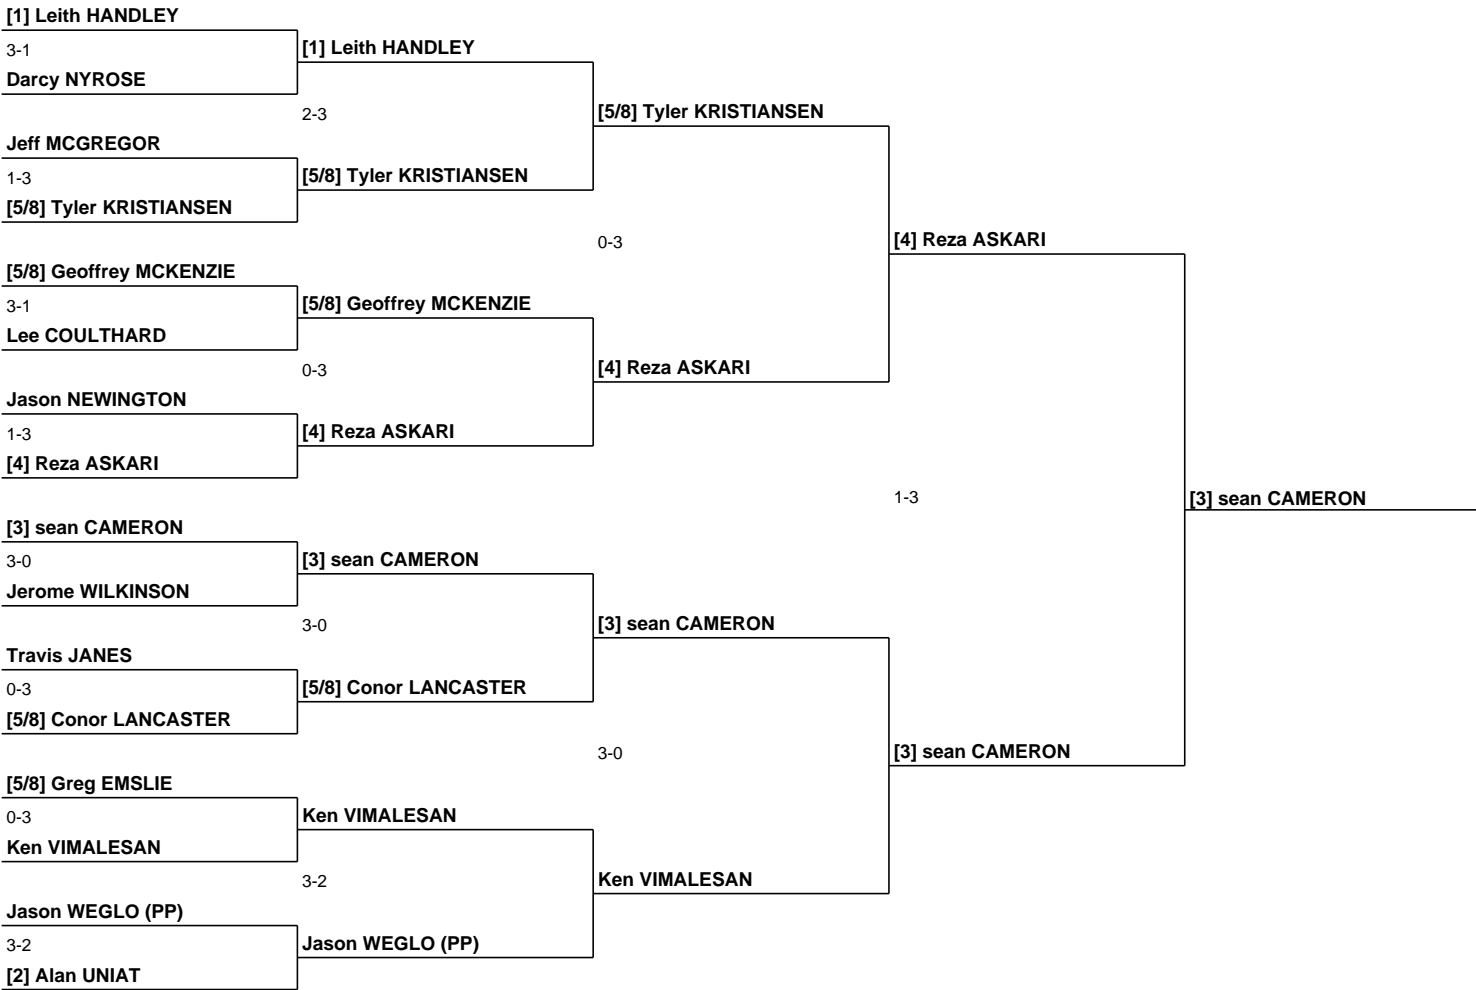 [1] Leith HANDLEY
3-1
[1] Leith HANDLEY
Darcy NYROSE
2-3
[5/8] Tyler KRISTIANSEN
Jeff MCGREGOR
1-3
[5/8] Tyler KRISTIANSEN
[5/8] Tyler KRISTIANSEN
0-3
[4] Reza ASKARI
[5/8] Geoffrey MCKENZIE
3-1
[5/8] Geoffrey MCKENZIE
Lee COULTHARD
0-3
[4] Reza ASKARI
Jason NEWINGTON
1-3
[4] Reza ASKARI
[4] Reza ASKARI
1-3
[3] sean CAMERON
[3] sean CAMERON
3-0
[3] sean CAMERON
Jerome WILKINSON
3-0
[3] sean CAMERON
Travis JANES
0-3
[5/8] Conor LANCASTER
[5/8] Conor LANCASTER
3-0
[3] sean CAMERON
[5/8] Greg EMSLIE
0-3
Ken VIMALESAN
Ken VIMALESAN
3-2
Ken VIMALESAN
Jason WEGLO (PP)
3-2
Jason WEGLO (PP)
[2] Alan UNIAT